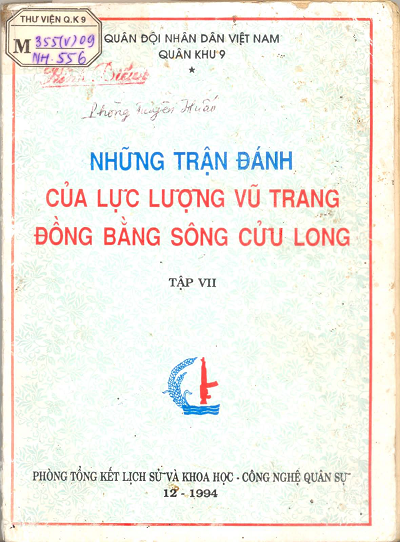 THƯ VIỆN Q.K 9
M 355(V)09
NH.556
QUÂN ĐỘI NHÂN DÂN VIỆT NAM
QUÂN KHU 9
NHỮNG TRẬN ĐÁNH
CỦA LỰC LƯỢNG VŨ TRANG
ĐỒNG BẰNG SÔNG CỬU LONG
TẬP VII
PHÒNG TỔNG KẾT LỊCH SỬ VÀ KHOA HỌC - CÔNG NGHỆ QUÂN SỰ
12 - 1994